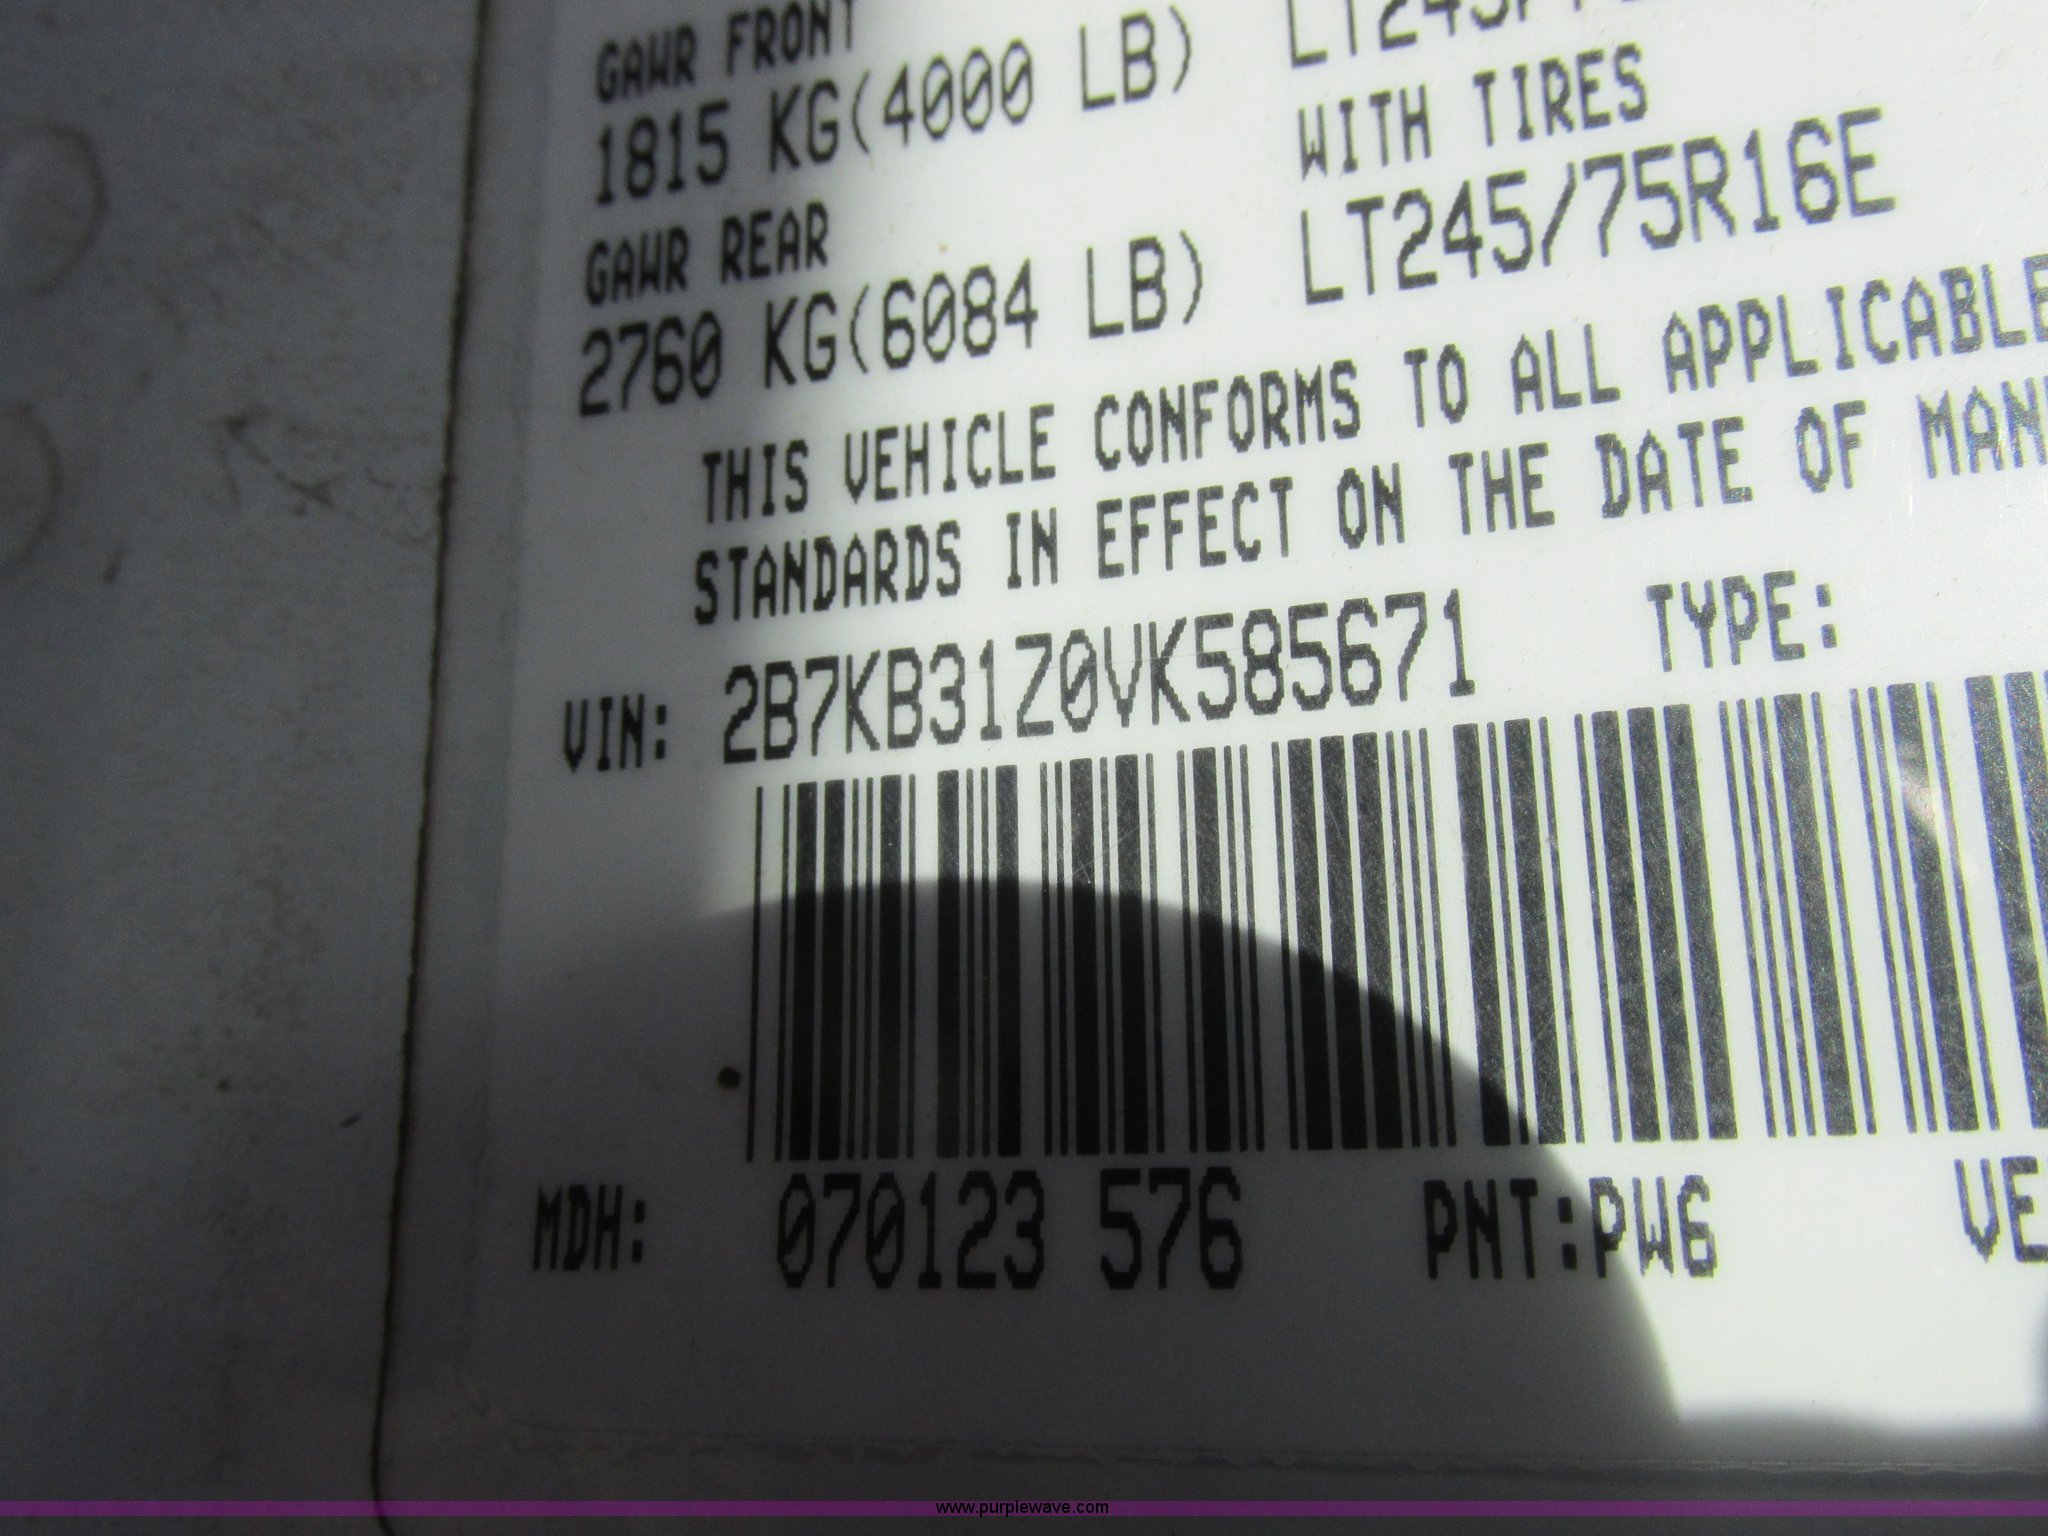 GAWR FRONT
1815 KG(4000 LB)
WITH TIRES
GAWR REAR
2760 KG(6084 LB) LT245/75R16E
THIS VEHICLE CONFORMS TO ALL APPLICABLE
STANDARDS IN EFFECT ON THE DATE OF
VIN: 2B7KB31Z0VK585671 TYPE:
MDH: 070123 576 PNT:PW6
www.purplewave.com